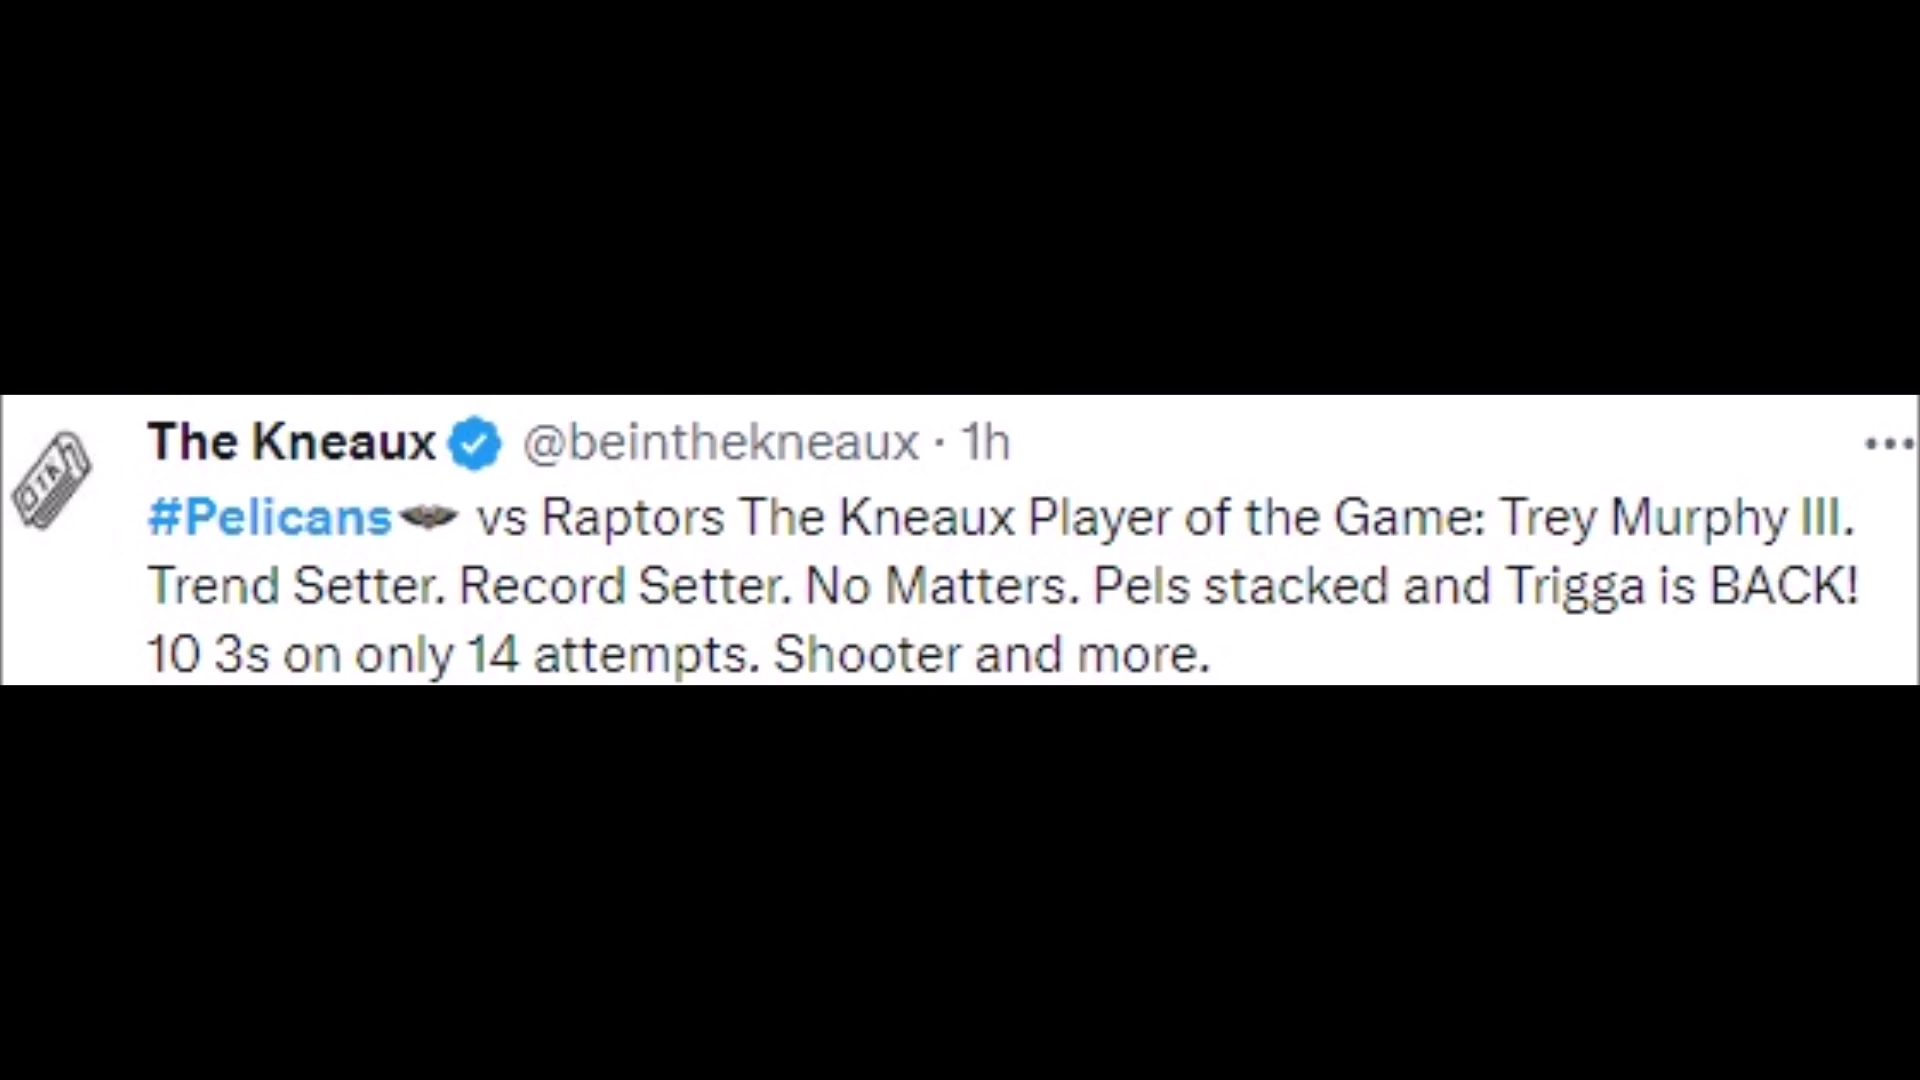 The Kneaux @beinthekneaux · 1h
#Pelicans vs Raptors The Kneaux Player of the Game: Trey Murphy III.
Trend Setter. Record Setter. No Matters. Pels stacked and Trigga is BACK!
10 3s on only 14 attempts. Shooter and more.